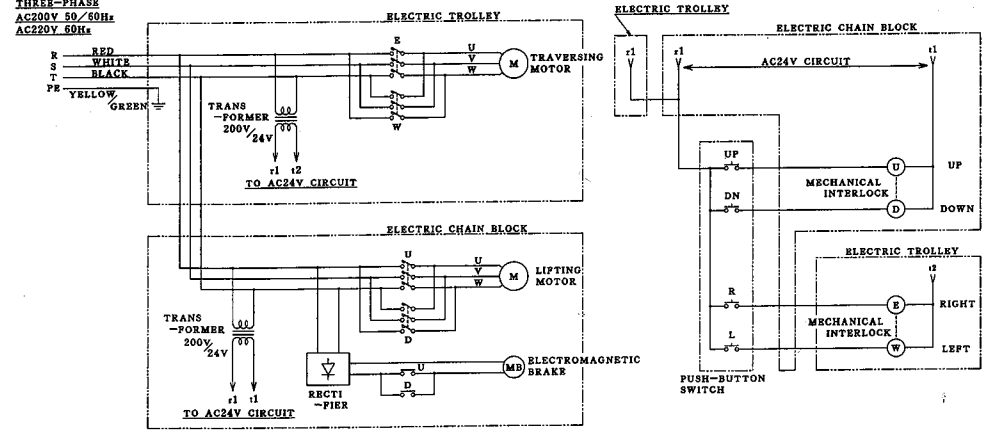 THREE-PHASE
AC200V 50/60Hz
AC220V 60Hz
R RED
S WHITE
T BLACK
PE YELLOW/GREEN
ELECTRIC TROLLEY
E
U
V
W
M
TRAVERSING
MOTOR
W
TRANS
-FORMER
200V/24V
r1 t2
TO AC24V CIRCUIT
ELECTRIC CHAIN BLOCK
U
U
V
W
M
LIFTING
MOTOR
D
TRANS
-FORMER
200V/24V
r1 t1
TO AC24V CIRCUIT
RECTI
-FIER
U
D
MB
ELECTROMAGNETIC
BRAKE
ELECTRIC TROLLEY
r1
ELECTRIC CHAIN BLOCK
r1
AC24V CIRCUIT
t1
UP
U
UP
MECHANICAL
INTERLOCK
DN
D
DOWN
ELECTRIC TROLLEY
t2
R
E
RIGHT
MECHANICAL
INTERLOCK
L
W
LEFT
PUSH-BUTTON
SWITCH